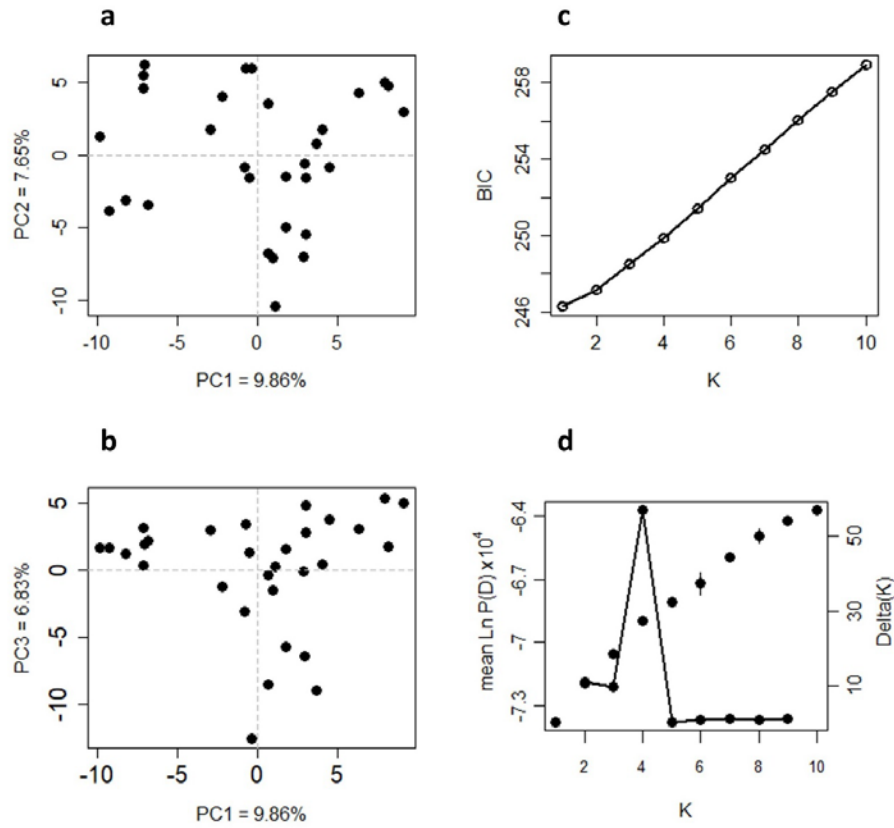 a
5
0
-5
-10
PC2 = 7.65%
-10 -5 0 5
PC1 = 9.86%
c
258
254
250
246
BIC
2 4 6 8 10
K
b
5
0
-5
-10
PC3 = 6.83%
-10 -5 0 5
PC1 = 9.86%
d
-6.4
-6.7
-7
-7.3
mean Ln P(D) x10⁴
50
30
10
Delta(K)
2 4 6 8 10
K